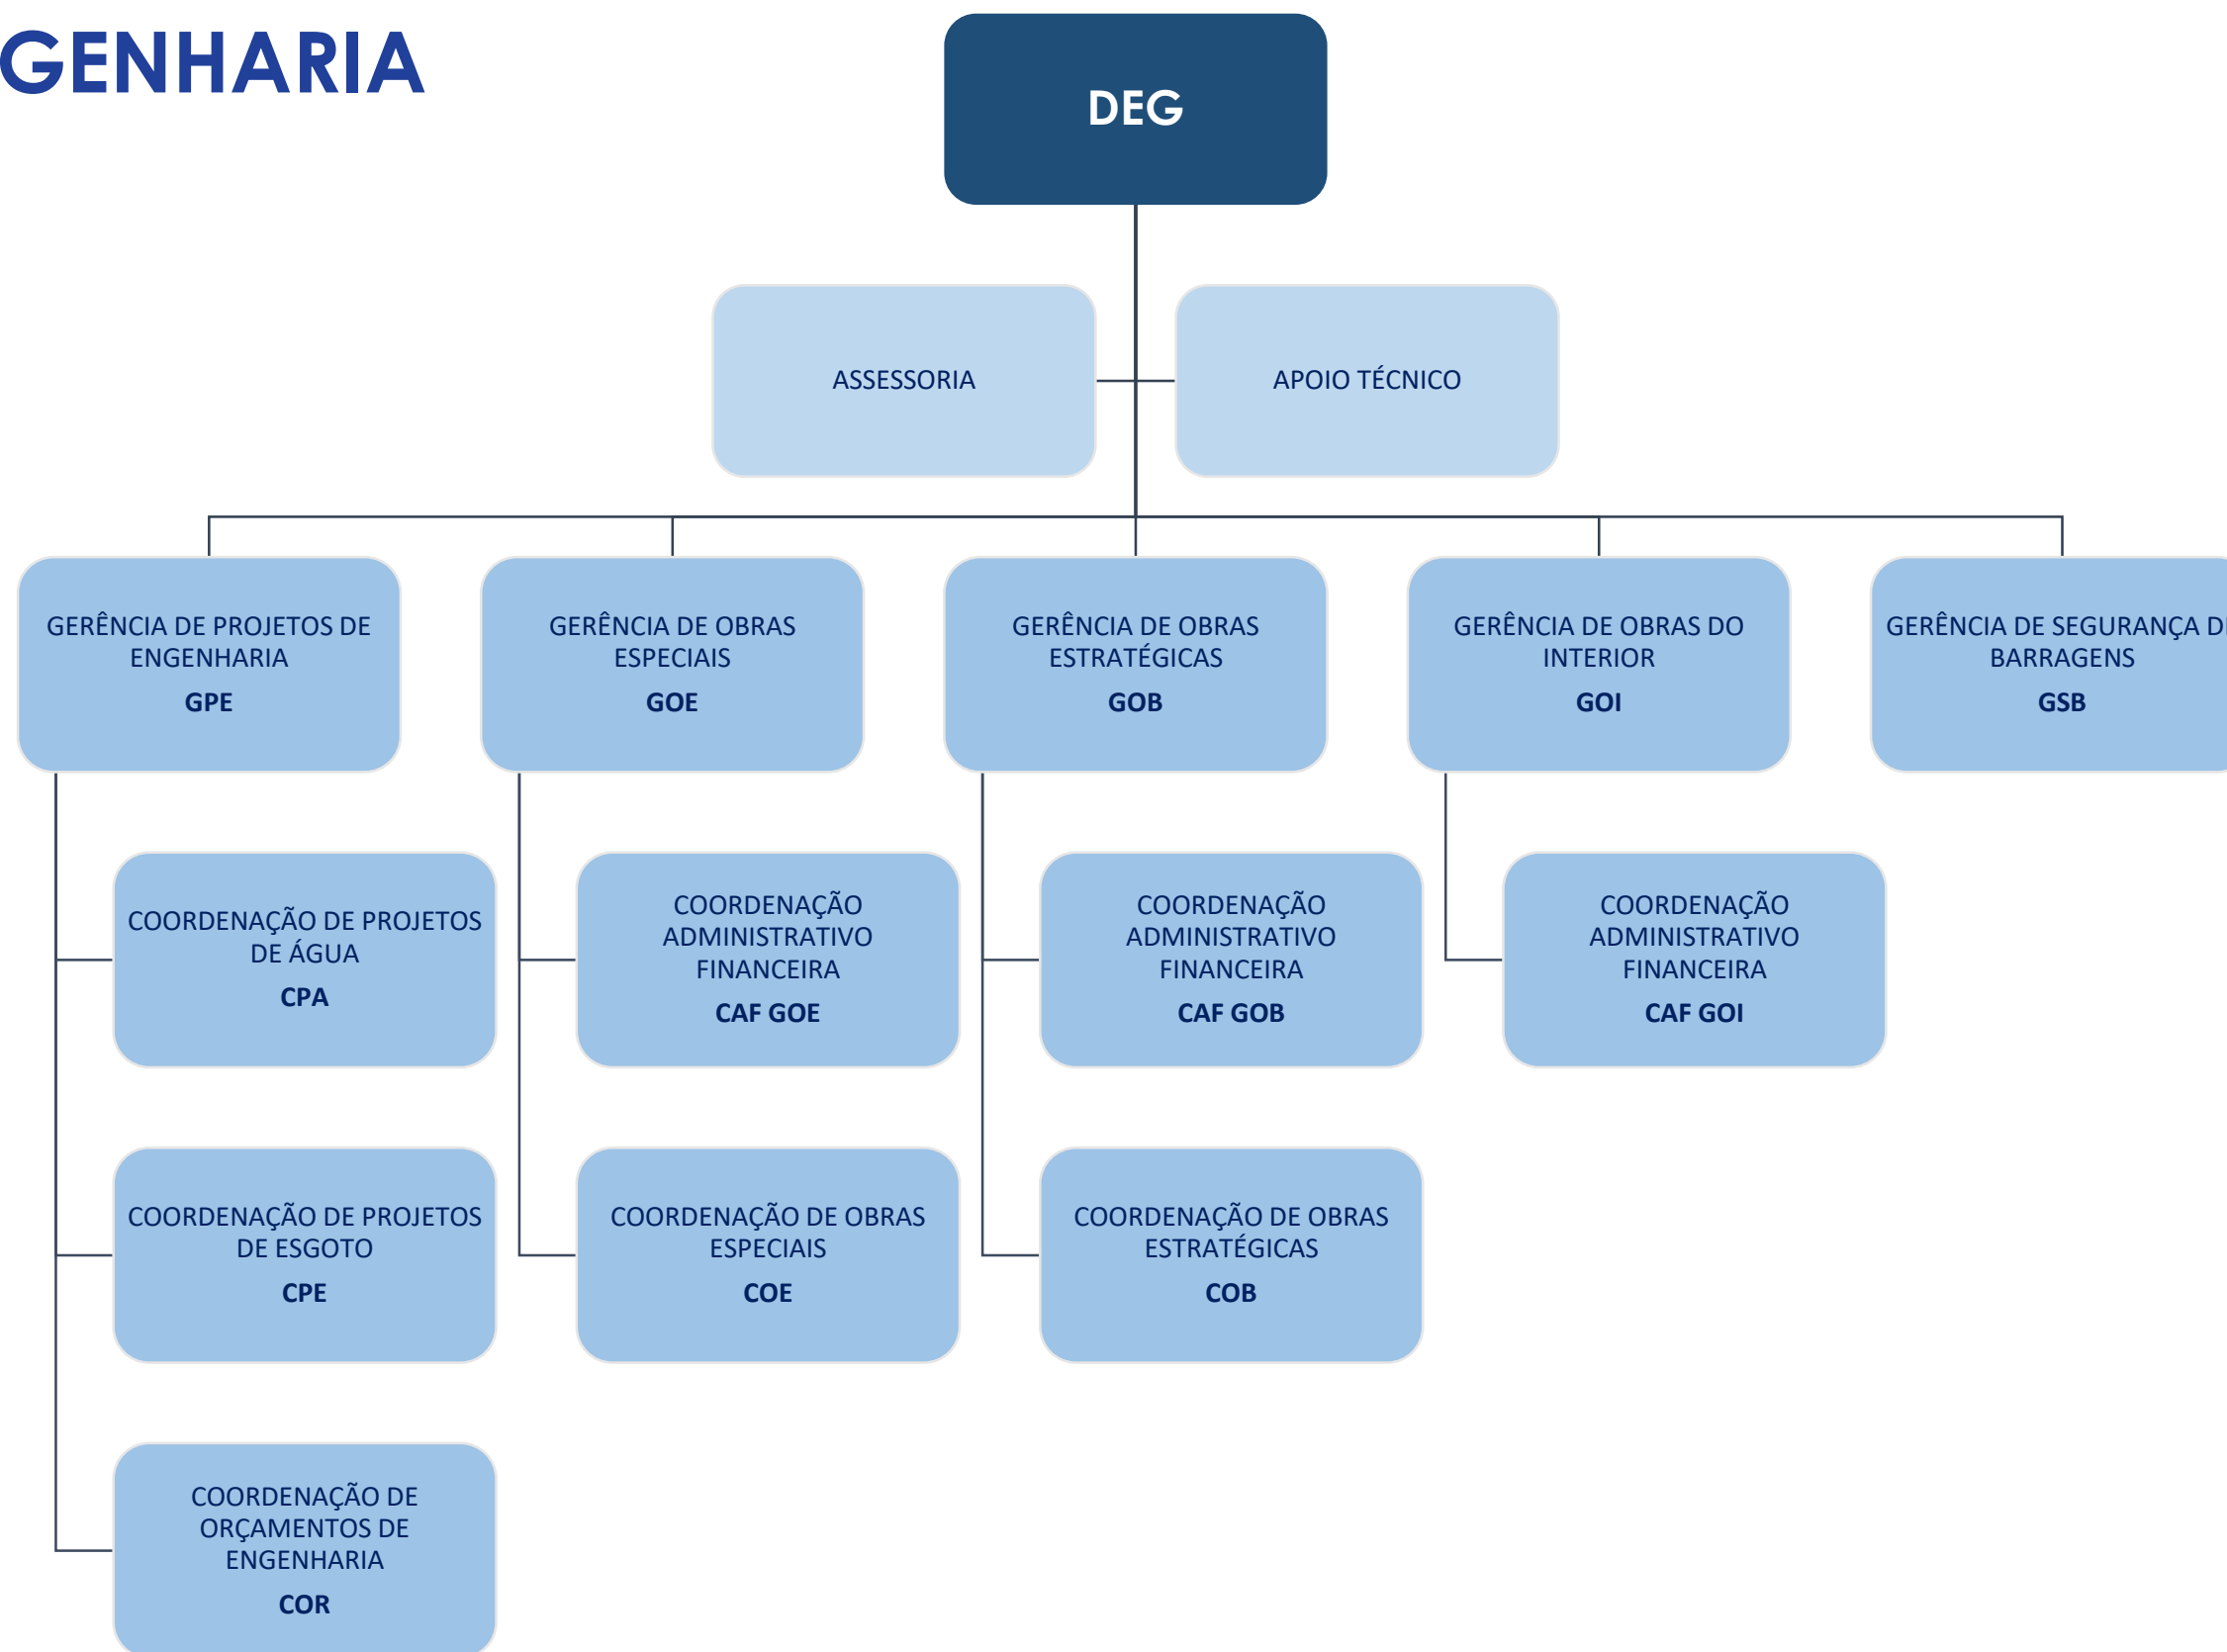 GENHARIA
DEG
ASSESSORIA
APOIO TÉCNICO
GERÊNCIA DE PROJETOS DE
ENGENHARIA
GPE
GERÊNCIA DE OBRAS
ESPECIAIS
GOE
GERÊNCIA DE OBRAS
ESTRATÉGICAS
GOB
GERÊNCIA DE OBRAS DO
INTERIOR
GOI
GERÊNCIA DE SEGURANÇA DE
BARRAGENS
GSB
COORDENAÇÃO DE PROJETOS
DE ÁGUA
CPA
COORDENAÇÃO
ADMINISTRATIVO
FINANCEIRA
CAF GOE
COORDENAÇÃO
ADMINISTRATIVO
FINANCEIRA
CAF GOB
COORDENAÇÃO
ADMINISTRATIVO
FINANCEIRA
CAF GOI
COORDENAÇÃO DE PROJETOS
DE ESGOTO
CPE
COORDENAÇÃO DE OBRAS
ESPECIAIS
COE
COORDENAÇÃO DE OBRAS
ESTRATÉGICAS
COB
COORDENAÇÃO DE
ORÇAMENTOS DE
ENGENHARIA
COR